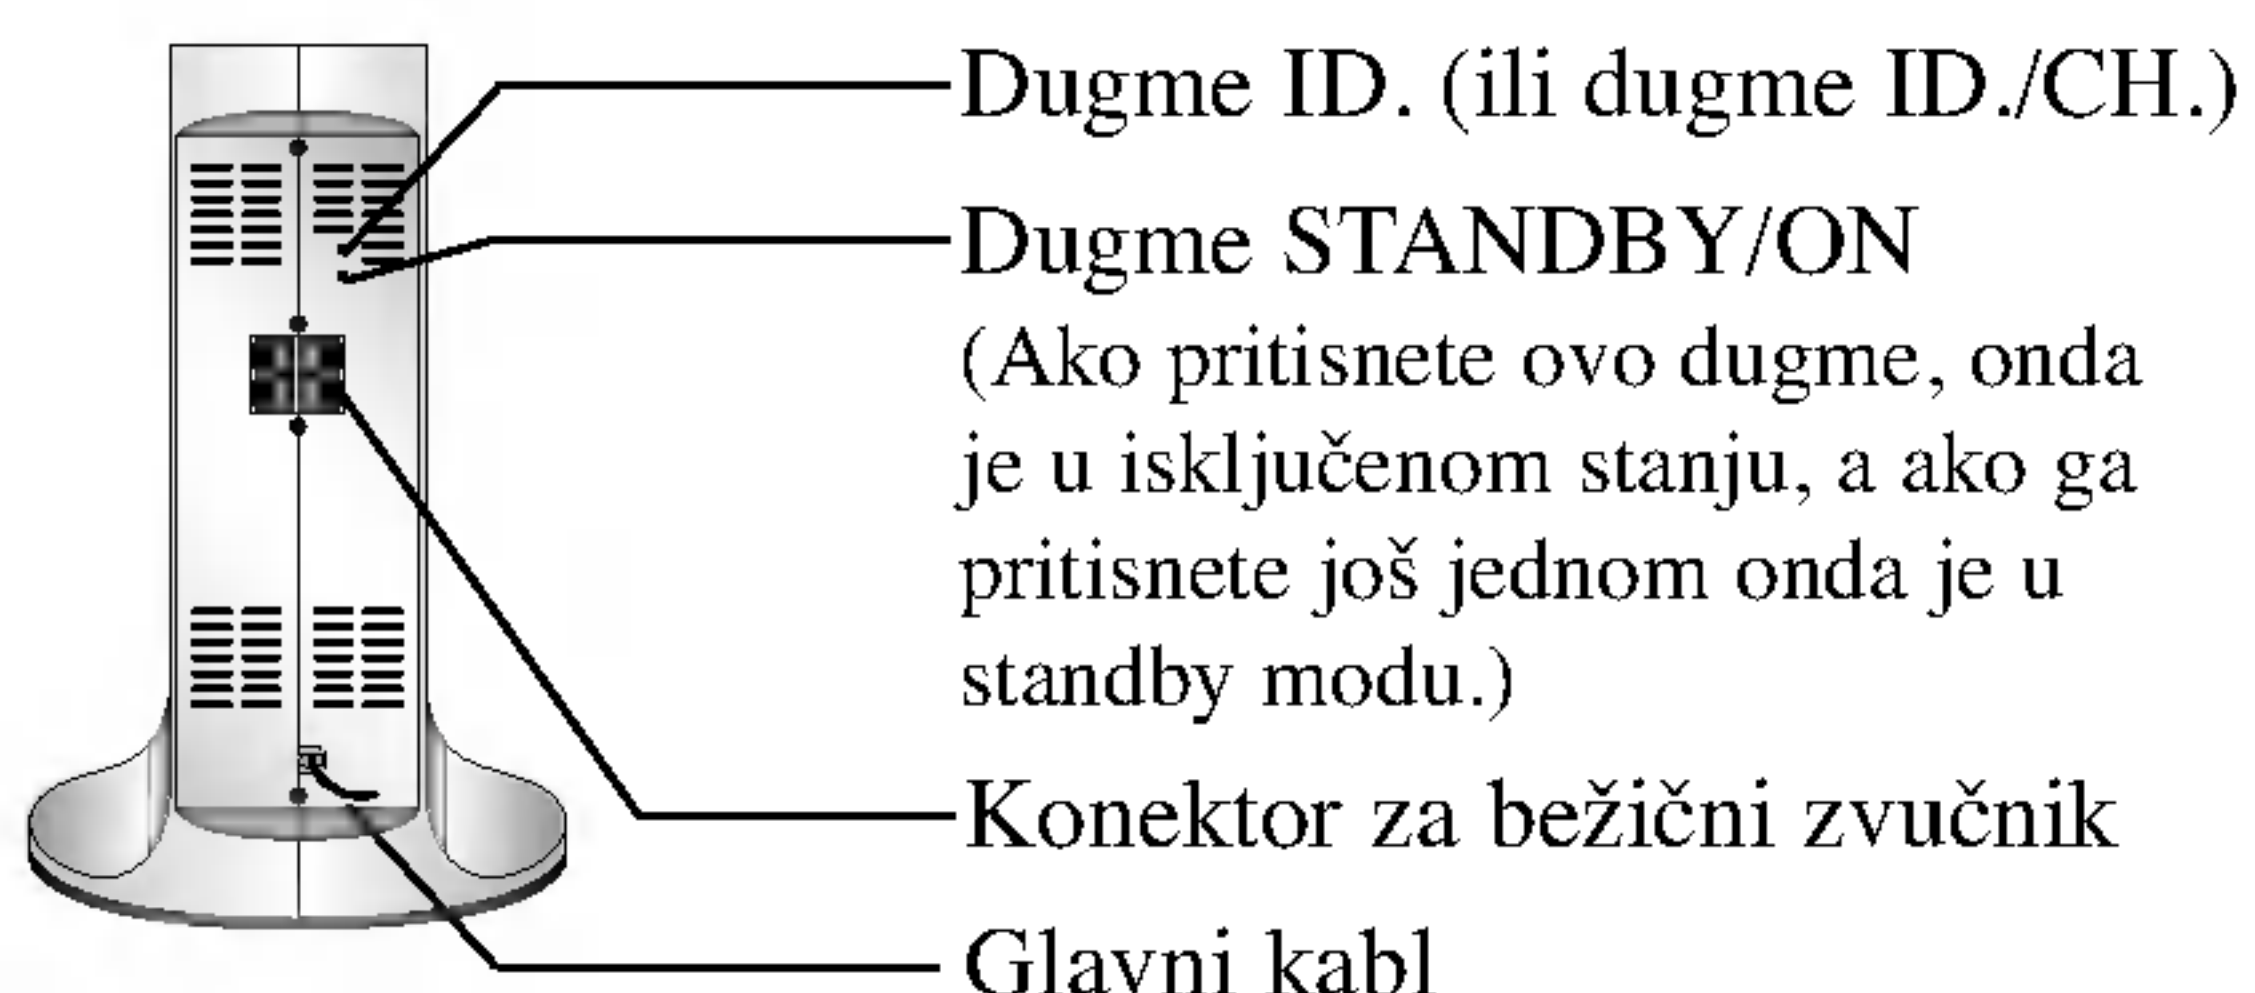 Dugme ID. (ili dugme ID./CH.)
Dugme STANDBY/ON
(Ako pritisnete ovo dugme, onda
je u isključenom stanju, a ako ga
pritisnete još jednom onda je u
standby modu.)
Konektor za bežični zvučnik
Glavni kabl